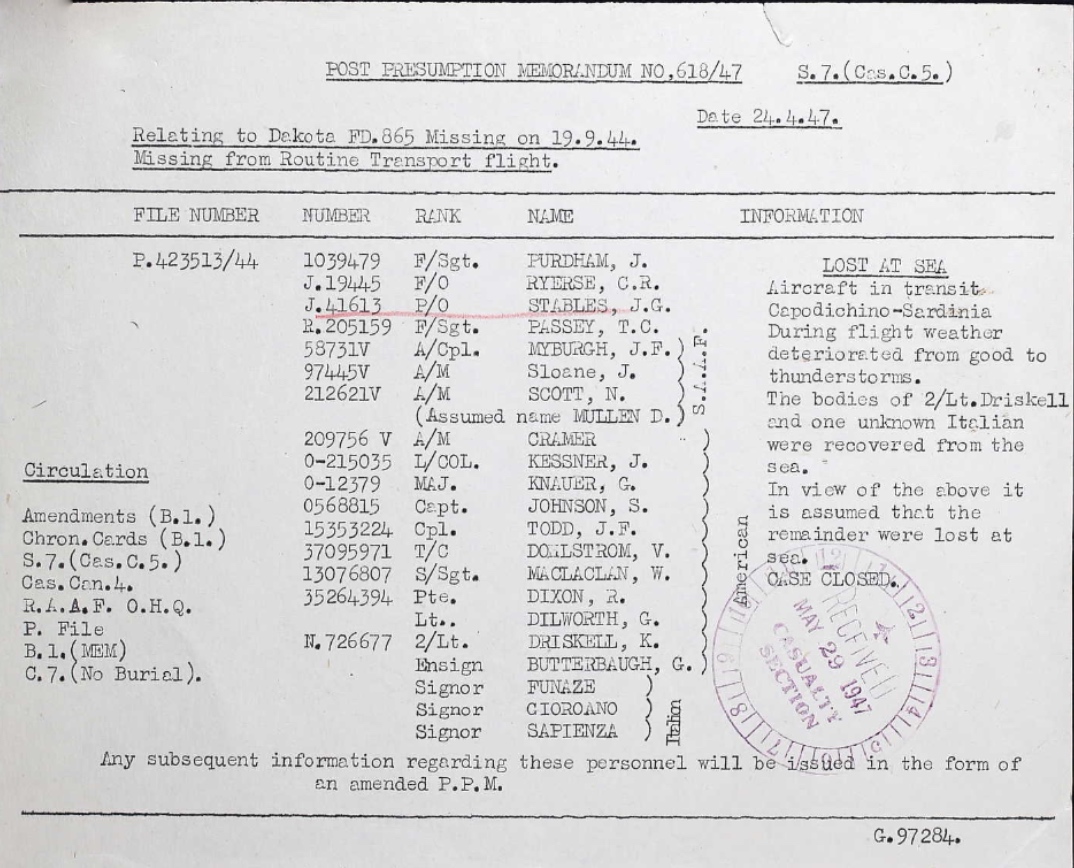 POST PRESUMPTION MEMORANDUM NO,618/47 S.7.(Cas.C.5.)
Date 24.4.47.
Relating to Dakota FD.865 Missing on 19.9.44.
Missing from Routine Transport flight.
FILE NUMBER NUMBER RANK NAME INFORMATION
P.423513/44 1039479 F/Sgt. PURDHAM, J.
J.19445 F/O RYERSE, C.R.
J.41613 P/O STABLES, J.G.
R.205159 F/Sgt. PASSEY, T.C.
58731V A/Cpl. MYBURGH, J.F.)
97445V A/M Sloane, J.
212621V A/M SCOTT, N.
(Assumed name MULLEN D.)
S.A.A.F.
209756 V A/M CRAMER
0-215035 L/COL. KESSNER, J.
0-12379 MAJ. KNAUER, G.
0568815 Capt. JOHNSON, S.
15353224 Cpl. TODD, J.F.
37095971 T/C V.
13076807 S/Sgt. MACLACLAN, W.
35264394 Pte. DIXON, R.
Lt.. DILWORTH, G.
N.726677 2/Lt. DRISKELL, K.
Ensign BUTTERBAUGH, G.
American
Signor FUNAZE
Signor CIOROANO
Signor SAPIENZA
Italian
LOST AT SEA
Aircraft in transit
Capodichino-Sardinia
During flight weather
deteriorated from good to
thunderstorms.
The bodies of 2/Lt.Driskell
and one unknown Italian
were recovered from the
sea.
In view of the above it
is assumed that the
remainder were lost at
sea.
CASE CLOSED.
Circulation
Amendments (B.1.)
Chron.Cards (B.1.)
S.7.(Cas.C.5.)
Cas.Can.4.
R.A.A.F. O.H.Q.
P. File
B.1.(MEM)
C.7.(No Burial).
RECEIVED
MAY 29 1947
CASUALTY
SECTION
Any subsequent information regarding these personnel will be issued in the form of
an amended P.P.M.
G.97284.